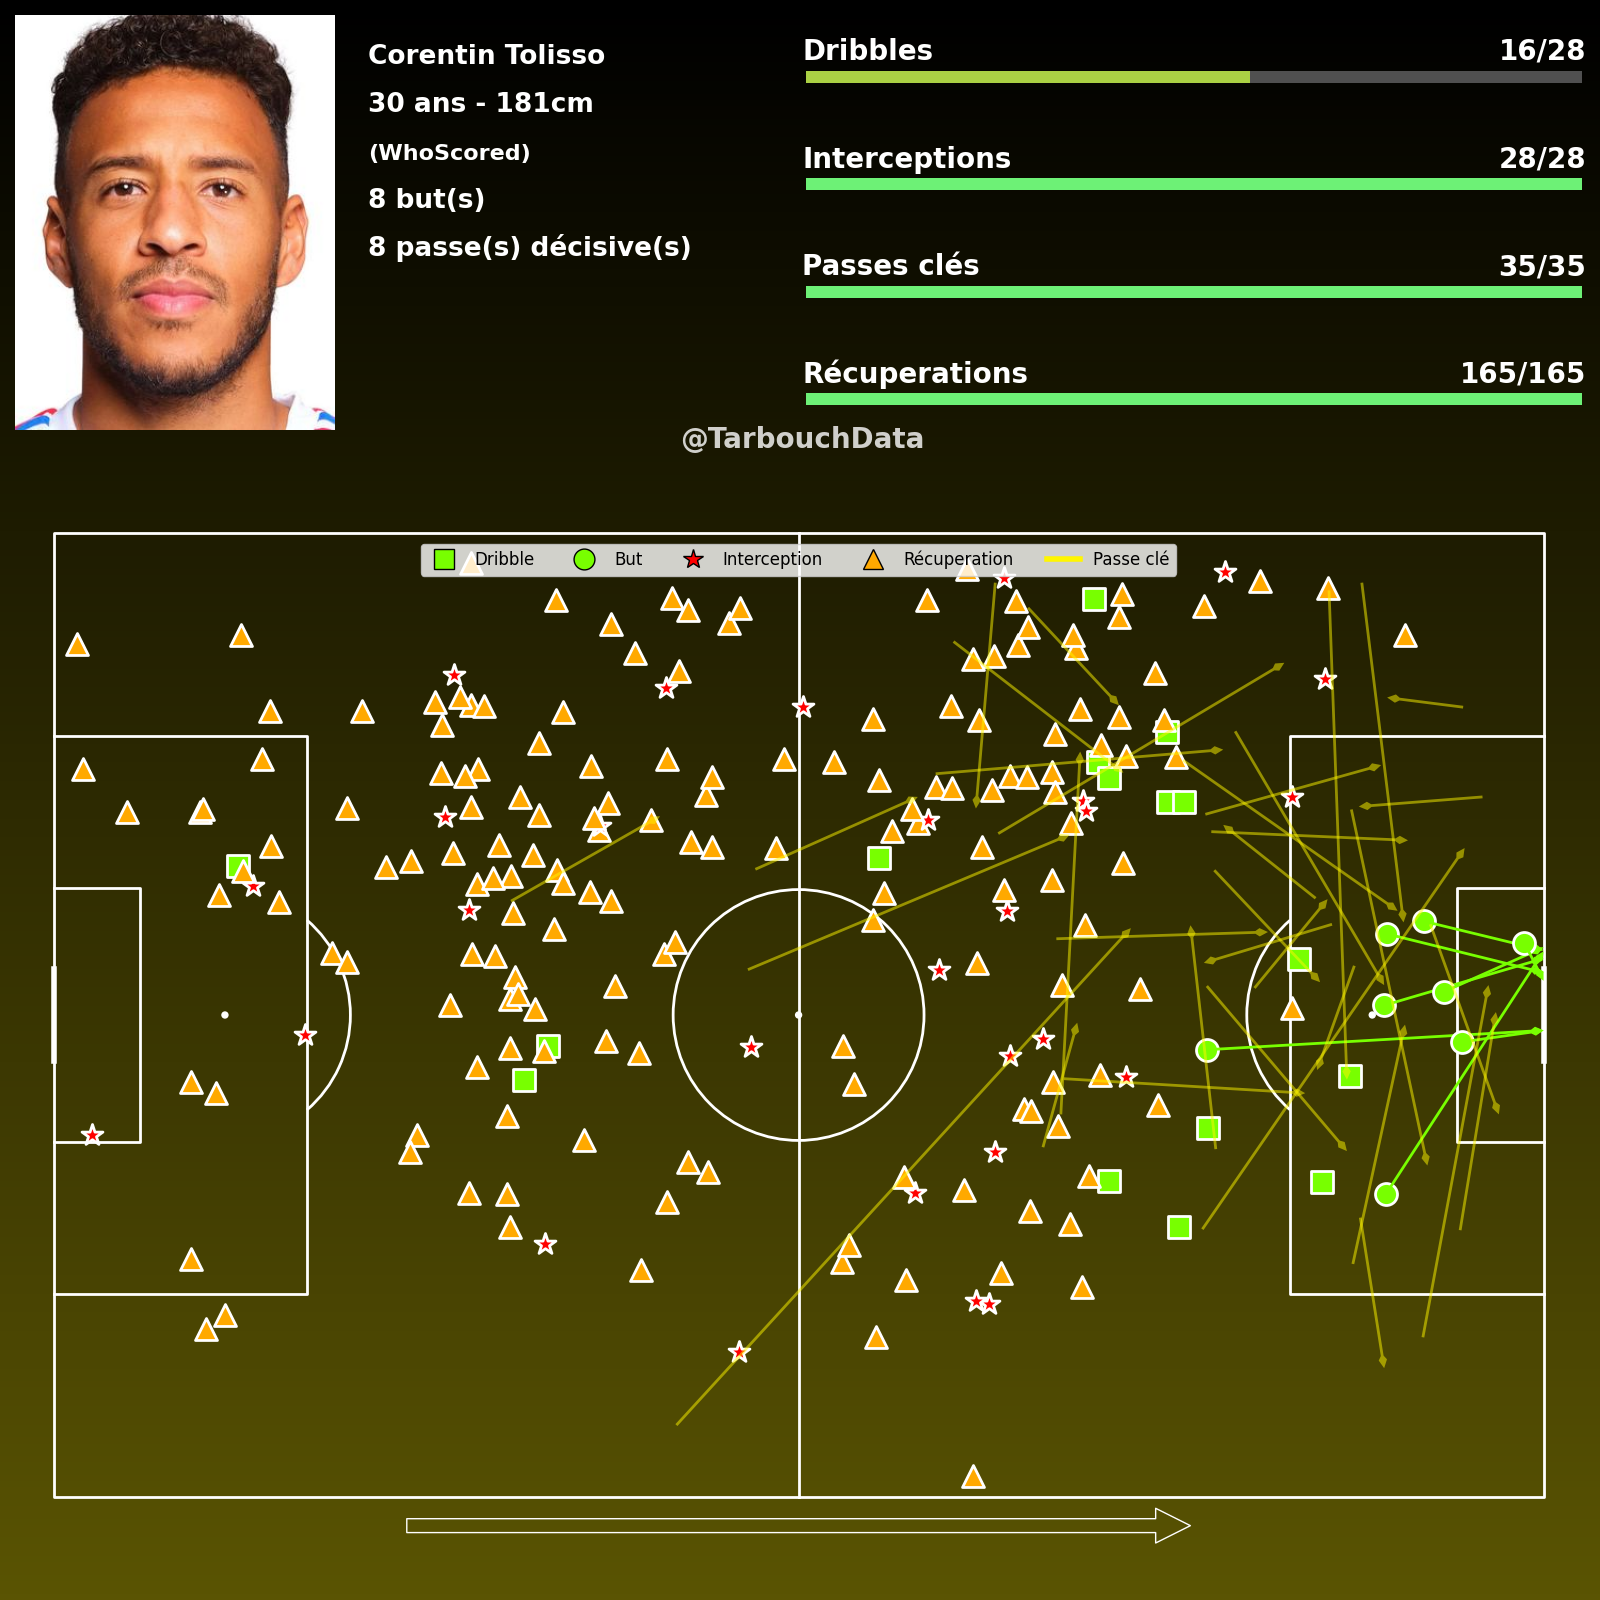 Corentin Tolisso
30 ans - 181cm
(WhoScored)
8 but(s)
8 passe(s) décisive(s)
Dribbles 16/28
Interceptions 28/28
Passes clés 35/35
Récuperations 165/165
@TarbouchData
Dribble But Interception Récuperation Passe clé